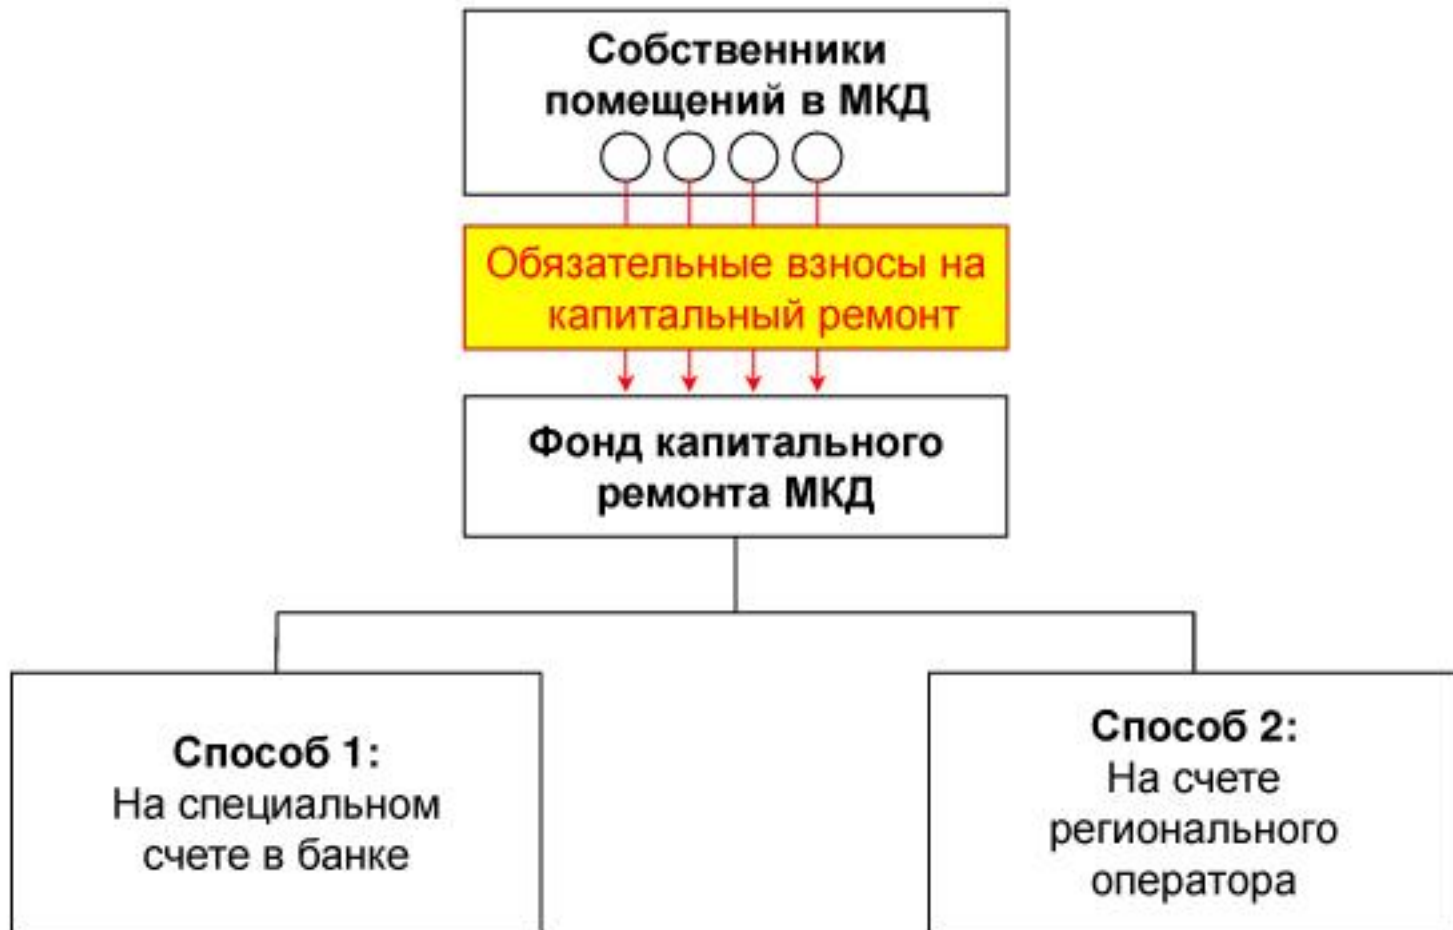 Собственники
помещений в МКД
Обязательные взносы на
капитальный ремонт
Фонд капитального
ремонта МКД
Способ 1:
На специальном
счете в банке
Способ 2:
На счете
регионального
оператора